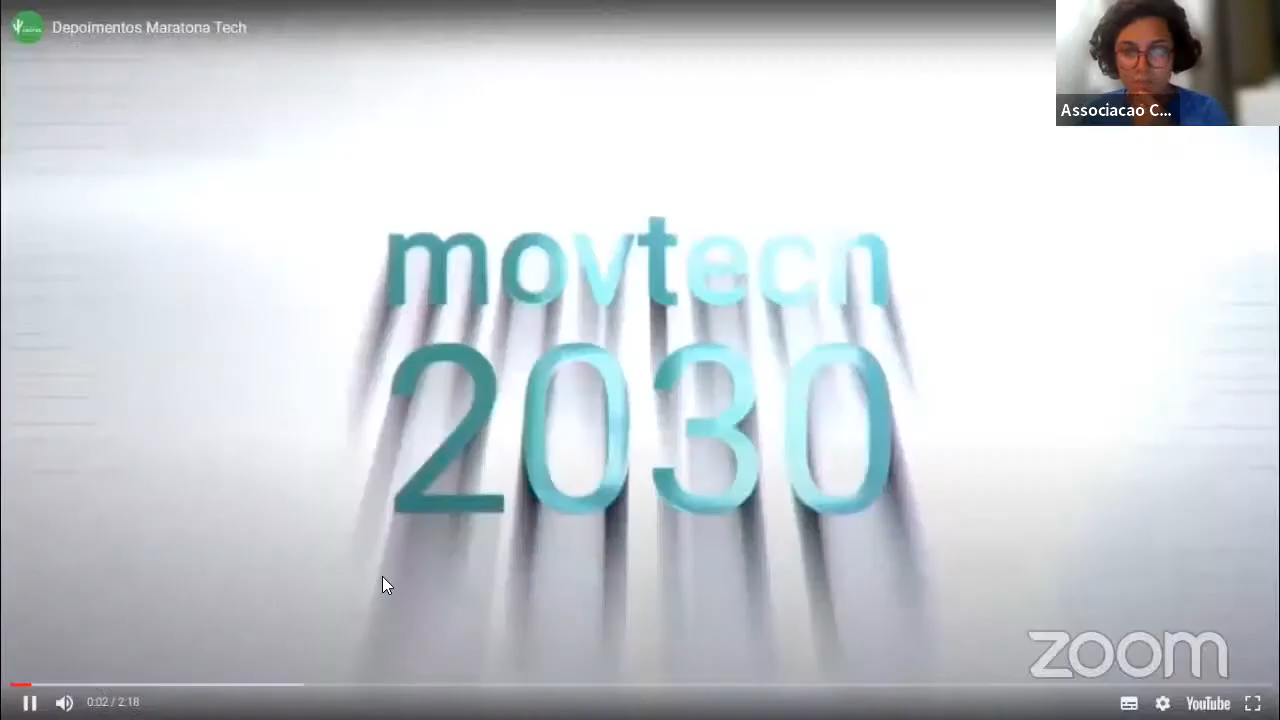 Depoimentos Maratona Tech
Associacao C...
movtech
2030
zoom
0:02 / 2:18
YouTube